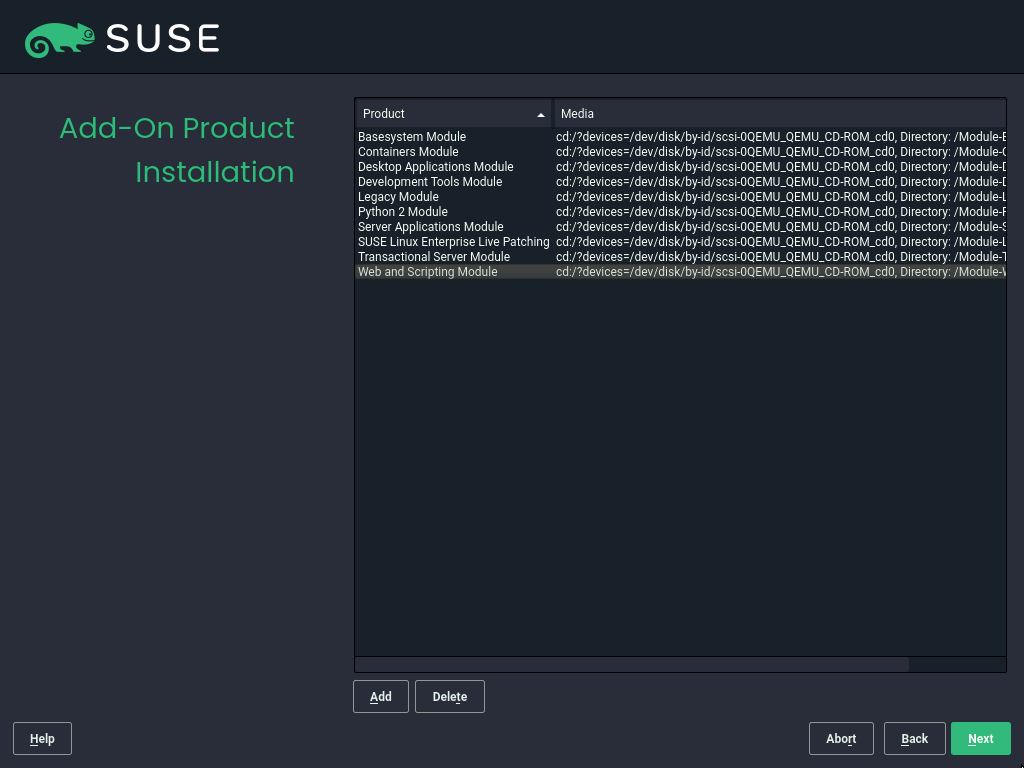 SUSE
Add-On Product
Installation
Product Media
Basesystem Module cd:/?devices=/dev/disk/by-id/scsi-0QEMU_QEMU_CD-ROM_cd0, Directory: /Module-B
Containers Module cd:/?devices=/dev/disk/by-id/scsi-0QEMU_QEMU_CD-ROM_cd0, Directory: /Module-C
Desktop Applications Module cd:/?devices=/dev/disk/by-id/scsi-0QEMU_QEMU_CD-ROM_cd0, Directory: /Module-D
Development Tools Module cd:/?devices=/dev/disk/by-id/scsi-0QEMU_QEMU_CD-ROM_cd0, Directory: /Module-D
Legacy Module cd:/?devices=/dev/disk/by-id/scsi-0QEMU_QEMU_CD-ROM_cd0, Directory: /Module-L
Python 2 Module cd:/?devices=/dev/disk/by-id/scsi-0QEMU_QEMU_CD-ROM_cd0, Directory: /Module-P
Server Applications Module cd:/?devices=/dev/disk/by-id/scsi-0QEMU_QEMU_CD-ROM_cd0, Directory: /Module-S
SUSE Linux Enterprise Live Patching cd:/?devices=/dev/disk/by-id/scsi-0QEMU_QEMU_CD-ROM_cd0, Directory: /Module-L
Transactional Server Module cd:/?devices=/dev/disk/by-id/scsi-0QEMU_QEMU_CD-ROM_cd0, Directory: /Module-T
Web and Scripting Module cd:/?devices=/dev/disk/by-id/scsi-0QEMU_QEMU_CD-ROM_cd0, Directory: /Module-W
Add Delete
Help Abort Back Next